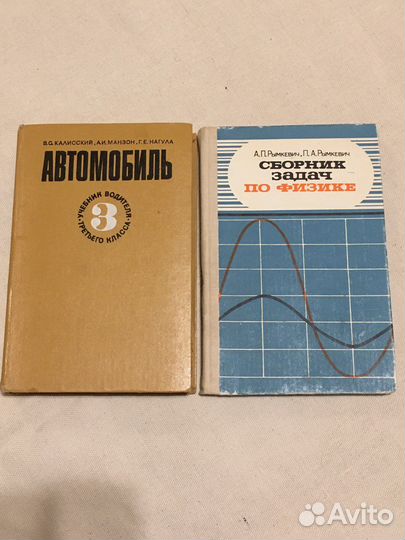 В.С. КАЛИССКИЙ, А.И. МАНЗОН, Г.Е. НАГУЛА
АВТОМОБИЛЬ
УЧЕБНИК ВОДИТЕЛЯ
3
ТРЕТЬЕГО КЛАССА
А.П. Рымкевич, П.А. Рымкевич
СБОРНИК
ЗАДАЧ
ПО ФИЗИКЕ
Avito